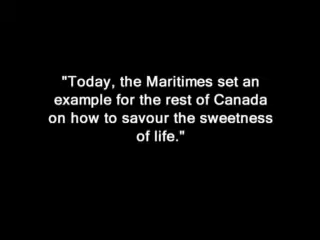 "Today, the Maritimes set an
example for the rest of Canada
on how to savour the sweetness
of life."